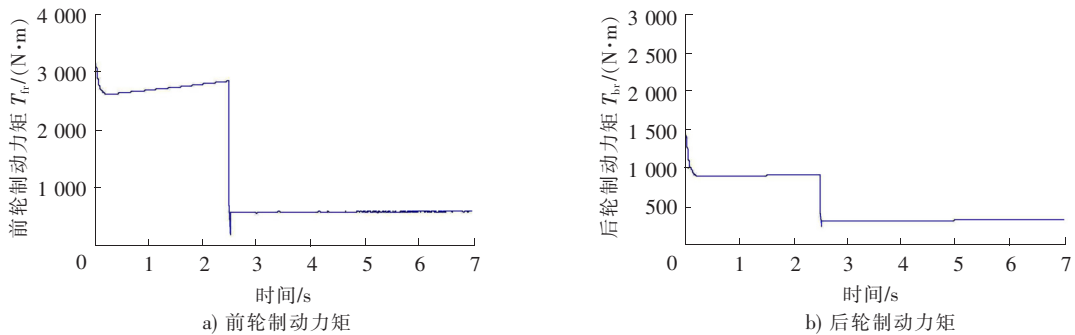 前轮制动力矩 T_fr/(N·m)
4 000
3 000
2 000
1 000
0 1 2 3 4 5 6 7
时间/s
a) 前轮制动力矩
后轮制动力矩 T_br/(N·m)
3 000
2 500
2 000
1 500
1 000
500
0 1 2 3 4 5 6 7
时间/s
b) 后轮制动力矩